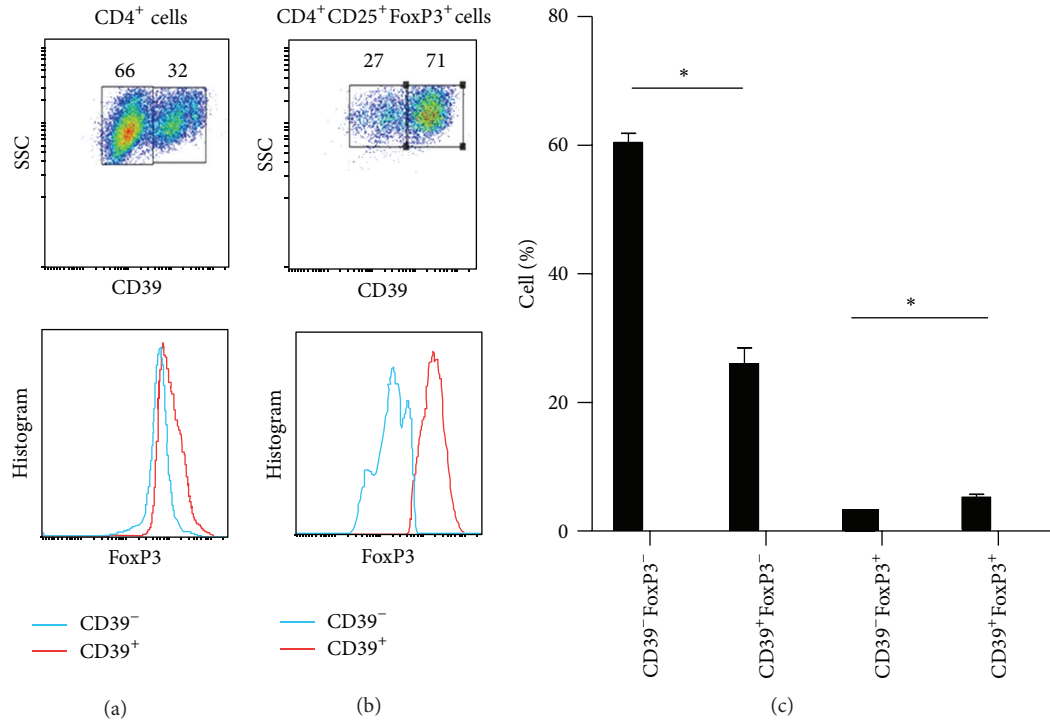 CD4⁺ cells
66 32
SSC
CD39
Histogram
FoxP3
CD39⁻
CD39⁺
(a)
CD4⁺CD25⁺FoxP3⁺cells
27 71
SSC
CD39
Histogram
FoxP3
CD39⁻
CD39⁺
(b)
80
60
40
20
0
Cell (%)
*
*
CD39⁻FoxP3⁻
CD39⁺FoxP3⁻
CD39⁻FoxP3⁺
CD39⁺FoxP3⁺
(c)